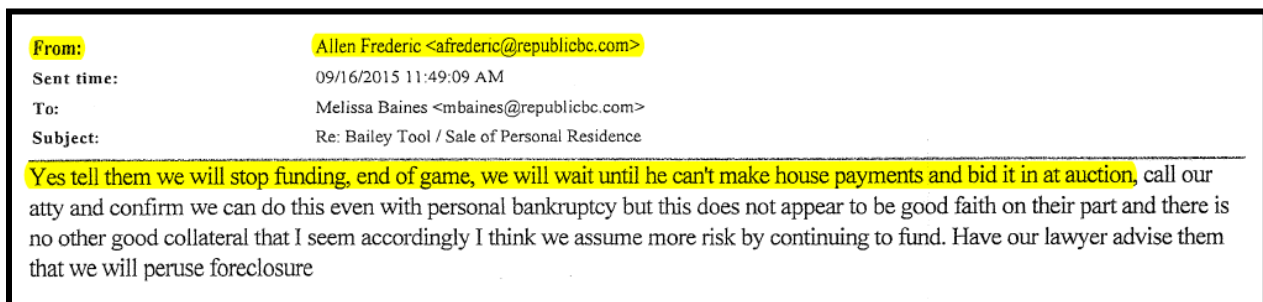 From: Allen Frederic <afrederic@republicbc.com>
Sent time: 09/16/2015 11:49:09 AM
To: Melissa Baines <mbaines@republicbc.com>
Subject: Re: Bailey Tool / Sale of Personal Residence
Yes tell them we will stop funding, end of game, we will wait until he can't make house payments and bid it in at auction, call our
atty and confirm we can do this even with personal bankruptcy but this does not appear to be good faith on their part and there is
no other good collateral that I seem accordingly I think we assume more risk by continuing to fund. Have our lawyer advise them
that we will peruse foreclosure